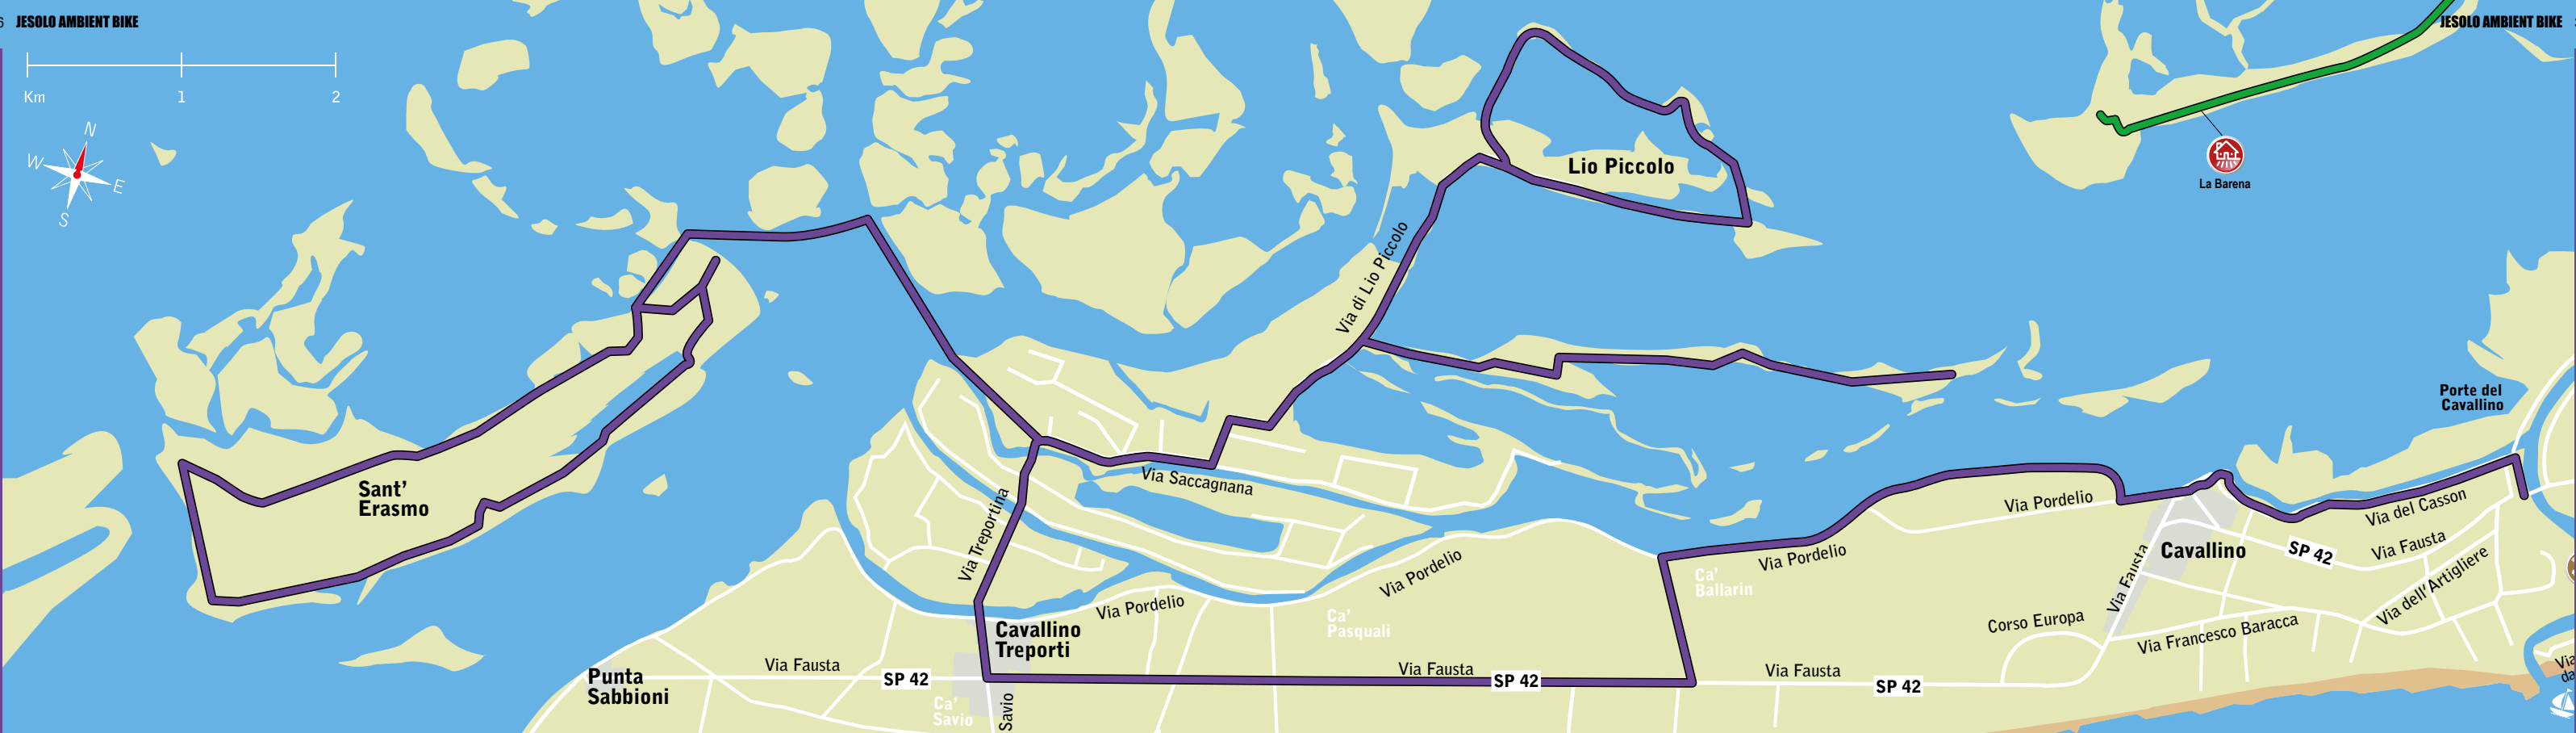 6 JESOLO AMBIENT BIKE
JESOLO AMBIENT BIKE
Km 1 2
N
W
E
S
La Barena
Lio Piccolo
Via di Lio Piccolo
Porte del
Cavallino
Sant'
Erasmo
Via Saccagnana
Via Treportina
Via Pordelio
Via del Casson
Via Pordelio
Via Pordelio
Via Pordelio
Cavallino
SP 42
Via Fausta
Via Fausta
Via dell'Artigliere
Ca'
Ballarin
Ca'
Pasquali
Corso Europa
Via Francesco Baracca
Cavallino
Treporti
Punta
Sabbioni
Via Fausta
SP 42
Via Fausta
SP 42
Via Fausta
SP 42
Ca'
Savio
Savio
Via
da